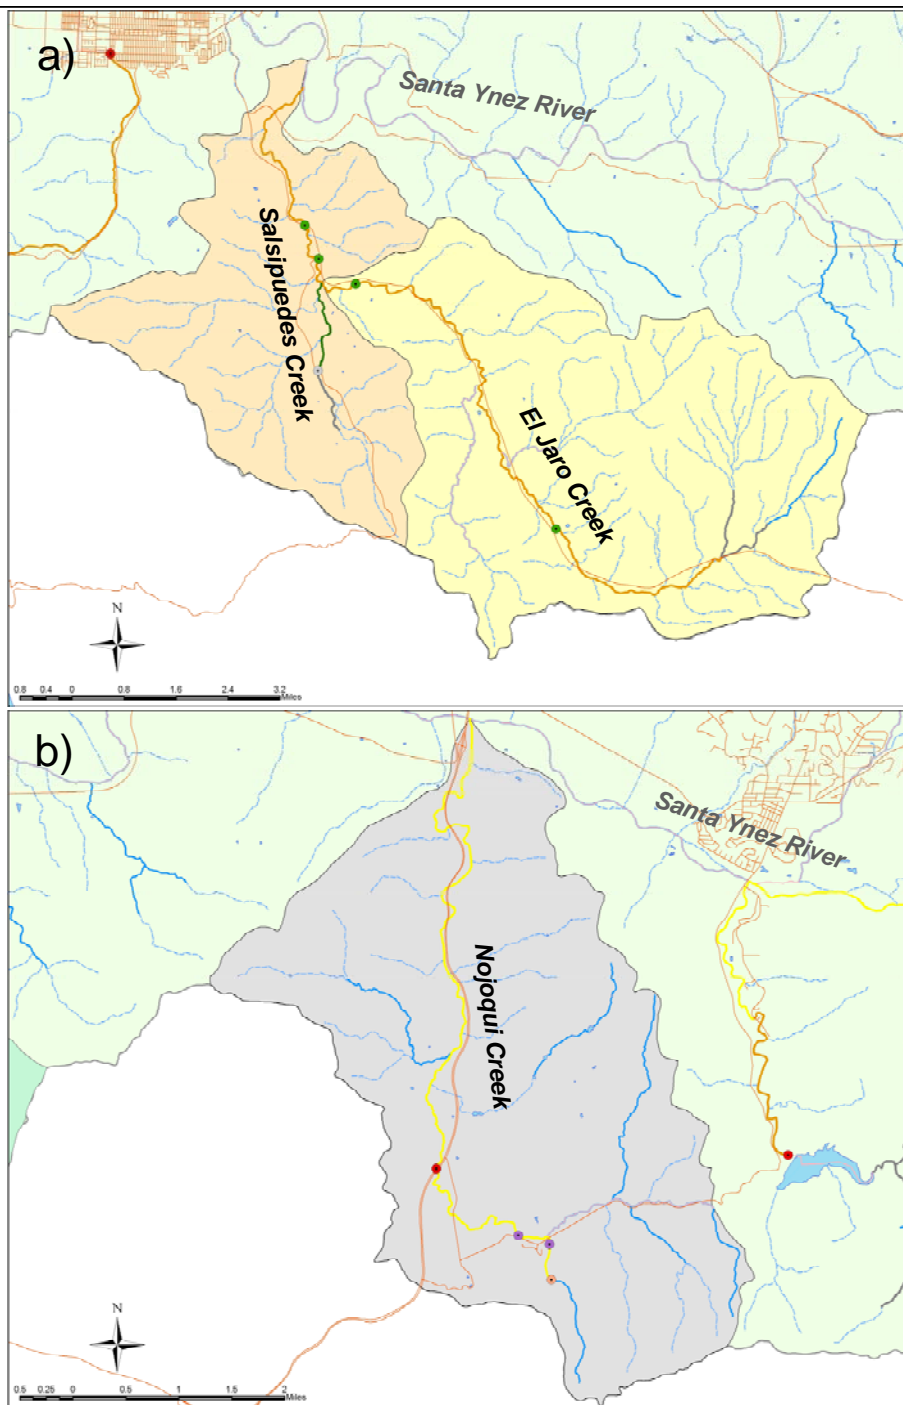 a)
Santa Ynez River
Salsipuedes Creek
El Jaro Creek
N
0.8 0.4 0 0.8 1.6 2.4 3.2
Miles
b)
Santa Ynez River
Nojoqui Creek
N
0.5 0.25 0 0.5 1 1.5 2
Miles